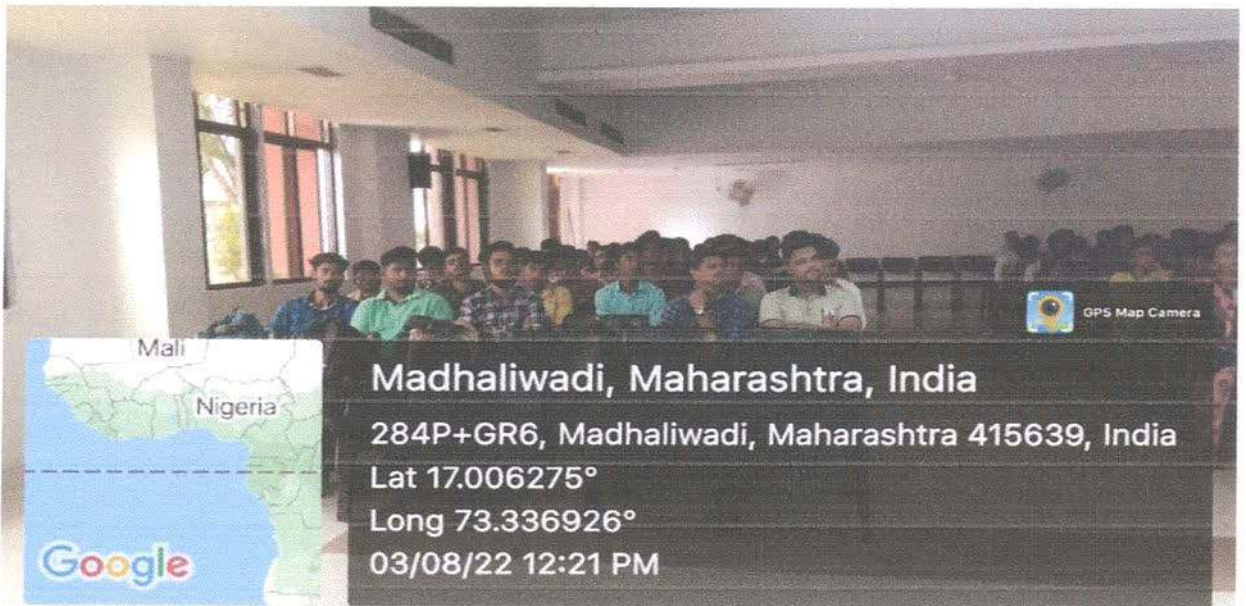 GPS Map Camera
Mali
Nigeria
Google
Madhaliwadi, Maharashtra, India
284P+GR6, Madhaliwadi, Maharashtra 415639, India
Lat 17.006275°
Long 73.336926°
03/08/22 12:21 PM